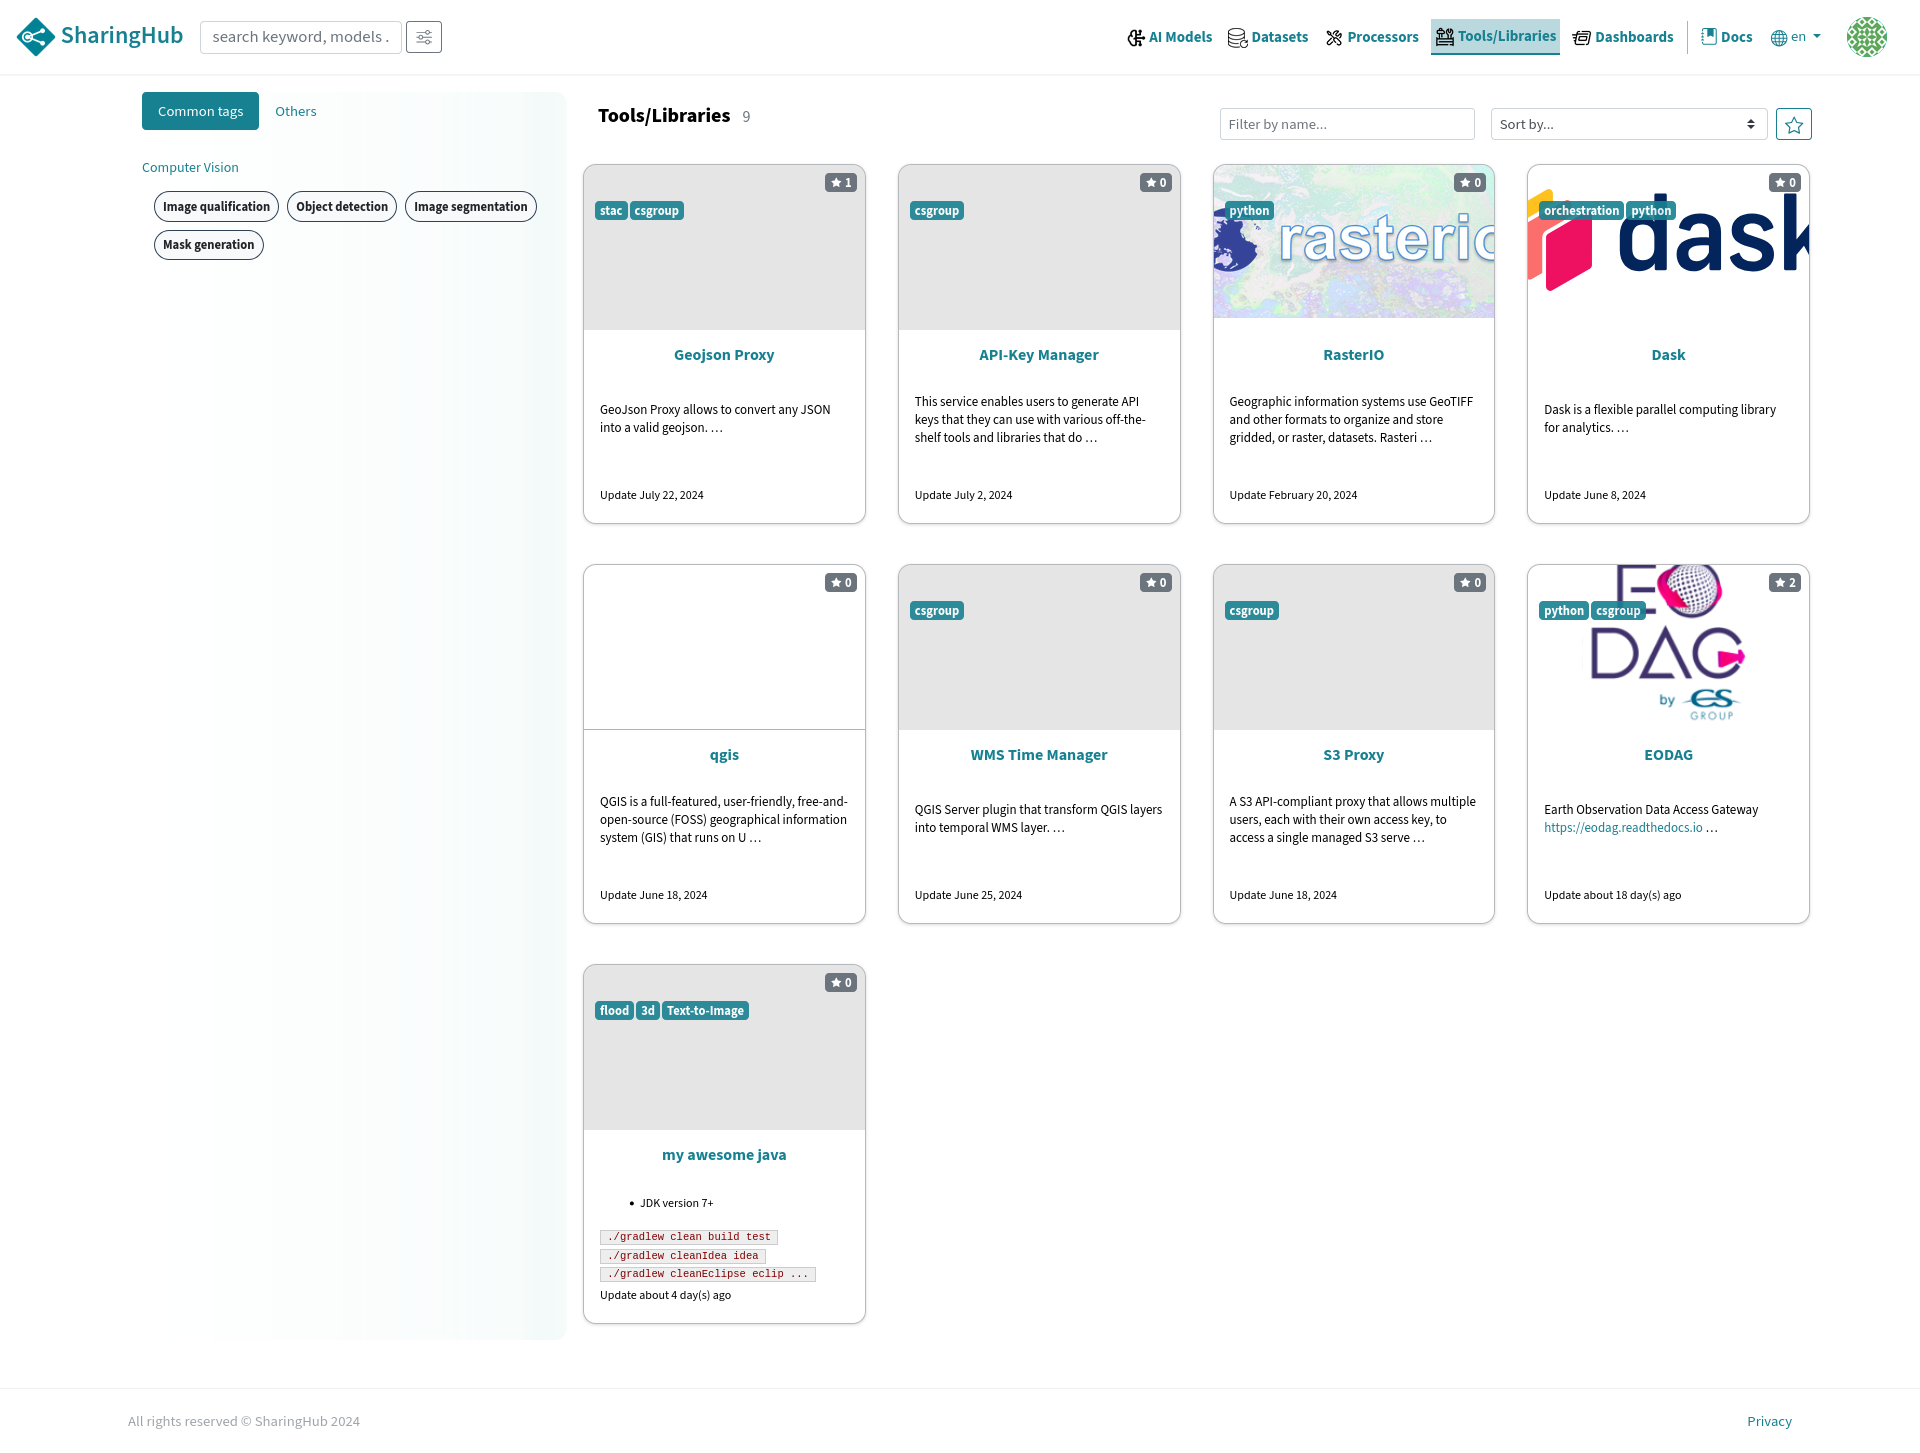 SharingHub
search keyword, models .
AI Models
Datasets
Processors
Tools/Libraries
Dashboards
Docs
en
Common tags
Others
Computer Vision
Image qualification
Object detection
Image segmentation
Mask generation
Tools/Libraries 9
Filter by name...
Sort by...
1
stac csgroup
Geojson Proxy
GeoJson Proxy allows to convert any JSON
into a valid geojson. …
Update July 22, 2024
0
csgroup
API-Key Manager
This service enables users to generate API
keys that they can use with various off-the-
shelf tools and libraries that do …
Update July 2, 2024
0
python
rasterio
RasterIO
Geographic information systems use GeoTIFF
and other formats to organize and store
gridded, or raster, datasets. Rasteri …
Update February 20, 2024
0
orchestration python
dask
Dask
Dask is a flexible parallel computing library
for analytics. …
Update June 8, 2024
0
qgis
QGIS is a full-featured, user-friendly, free-and-
open-source (FOSS) geographical information
system (GIS) that runs on U …
Update June 18, 2024
0
csgroup
WMS Time Manager
QGIS Server plugin that transform QGIS layers
into temporal WMS layer. …
Update June 25, 2024
0
csgroup
S3 Proxy
A S3 API-compliant proxy that allows multiple
users, each with their own access key, to
access a single managed S3 serve …
Update June 18, 2024
2
python csgroup
EO
DAG
by CS
GROUP
EODAG
Earth Observation Data Access Gateway
https://eodag.readthedocs.io …
Update about 18 day(s) ago
0
flood 3d Text-to-Image
my awesome java
• JDK version 7+
./gradlew clean build test
./gradlew cleanIdea idea
./gradlew cleanEclipse eclip ...
Update about 4 day(s) ago
All rights reserved © SharingHub 2024
Privacy